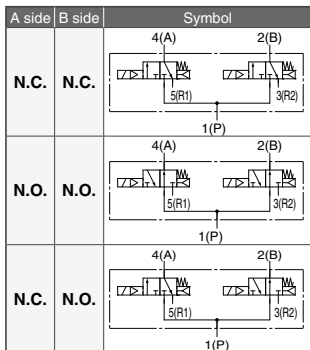 A side B side Symbol
4(A) 2(B)
N.C. N.C.
5(R1) 3(R2)
1(P)
4(A) 2(B)
N.O. N.O.
5(R1) 3(R2)
1(P)
4(A) 2(B)
N.C. N.O.
5(R1) 3(R2)
1(P)